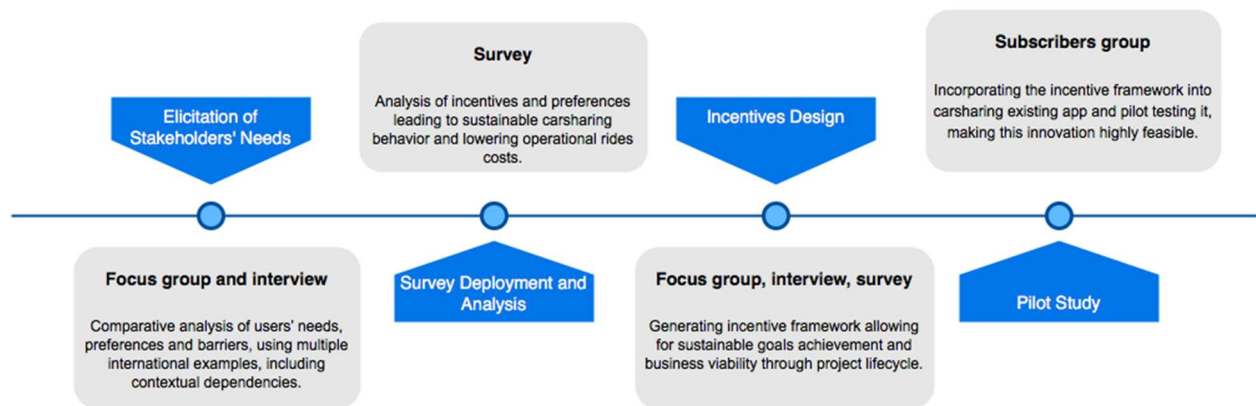 Elicitation of
Stakeholders' Needs
Focus group and interview
Comparative analysis of users' needs,
preferences and barriers, using multiple
international examples, including
contextual dependencies.
Survey
Analysis of incentives and preferences
leading to sustainable carsharing
behavior and lowering operational rides
costs.
Survey Deployment and
Analysis
Incentives Design
Focus group, interview, survey
Generating incentive framework allowing
for sustainable goals achievement and
business viability through project lifecycle.
Subscribers group
Incorporating the incentive framework into
carsharing existing app and pilot testing it,
making this innovation highly feasible.
Pilot Study